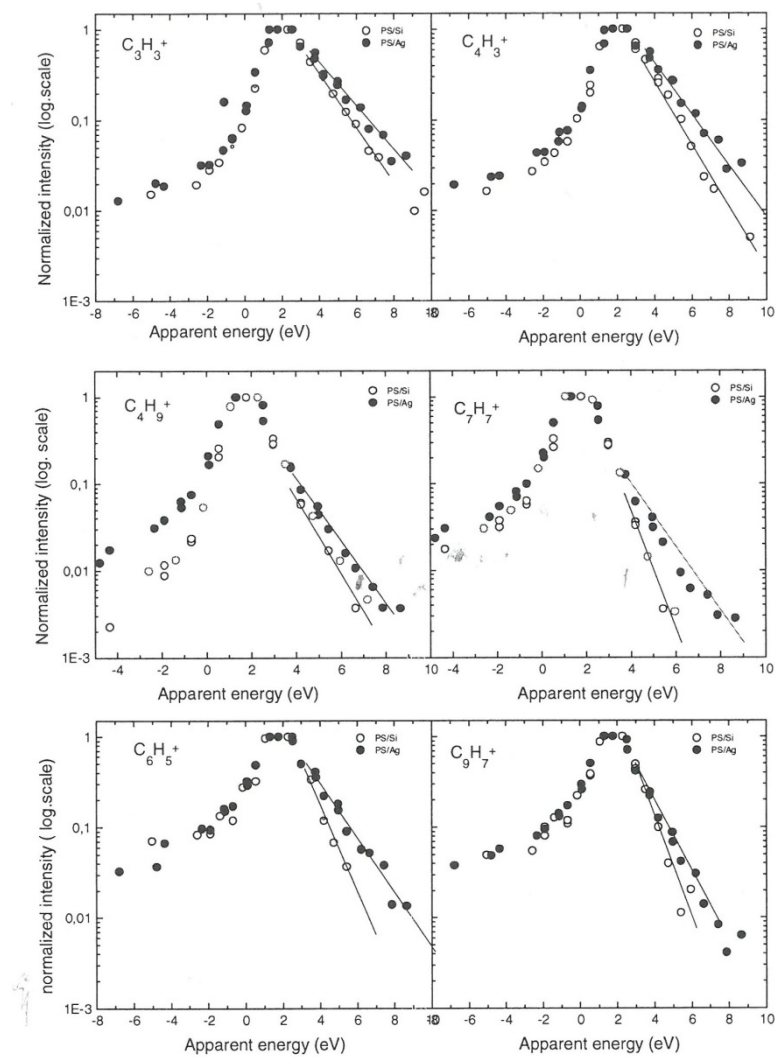 Normalized intensity (log.scale)
1
0,1
0,01
1E-3
C₃H₃⁺
PS/Si
PS/Ag
C₄H₃⁺
PS/Si
PS/Ag
-8 -6 -4 -2 0 2 4 6 8 -8 -6 -4 -2 0 2 4 6 8 10
Apparent energy (eV) Apparent energy (eV)
Normalized intensity (log. scale)
1
0,1
0,01
1E-3
C₄H₉⁺
PS/Si
PS/Ag
C₇H₇⁺
PS/Si
PS/Ag
-4 -2 0 2 4 6 8 -4 -2 0 2 4 6 8 10
Apparent energy (eV) Apparent energy (eV)
normalized intensity ( log.scale)
1
0,1
0,01
1E-3
C₆H₅⁺
PS/Si
PS/Ag
C₉H₇⁺
PS/Si
PS/Ag
-8 -6 -4 -2 0 2 4 6 8 -8 -6 -4 -2 0 2 4 6 8 10
Apparent energy (eV) Apparent energy (eV)